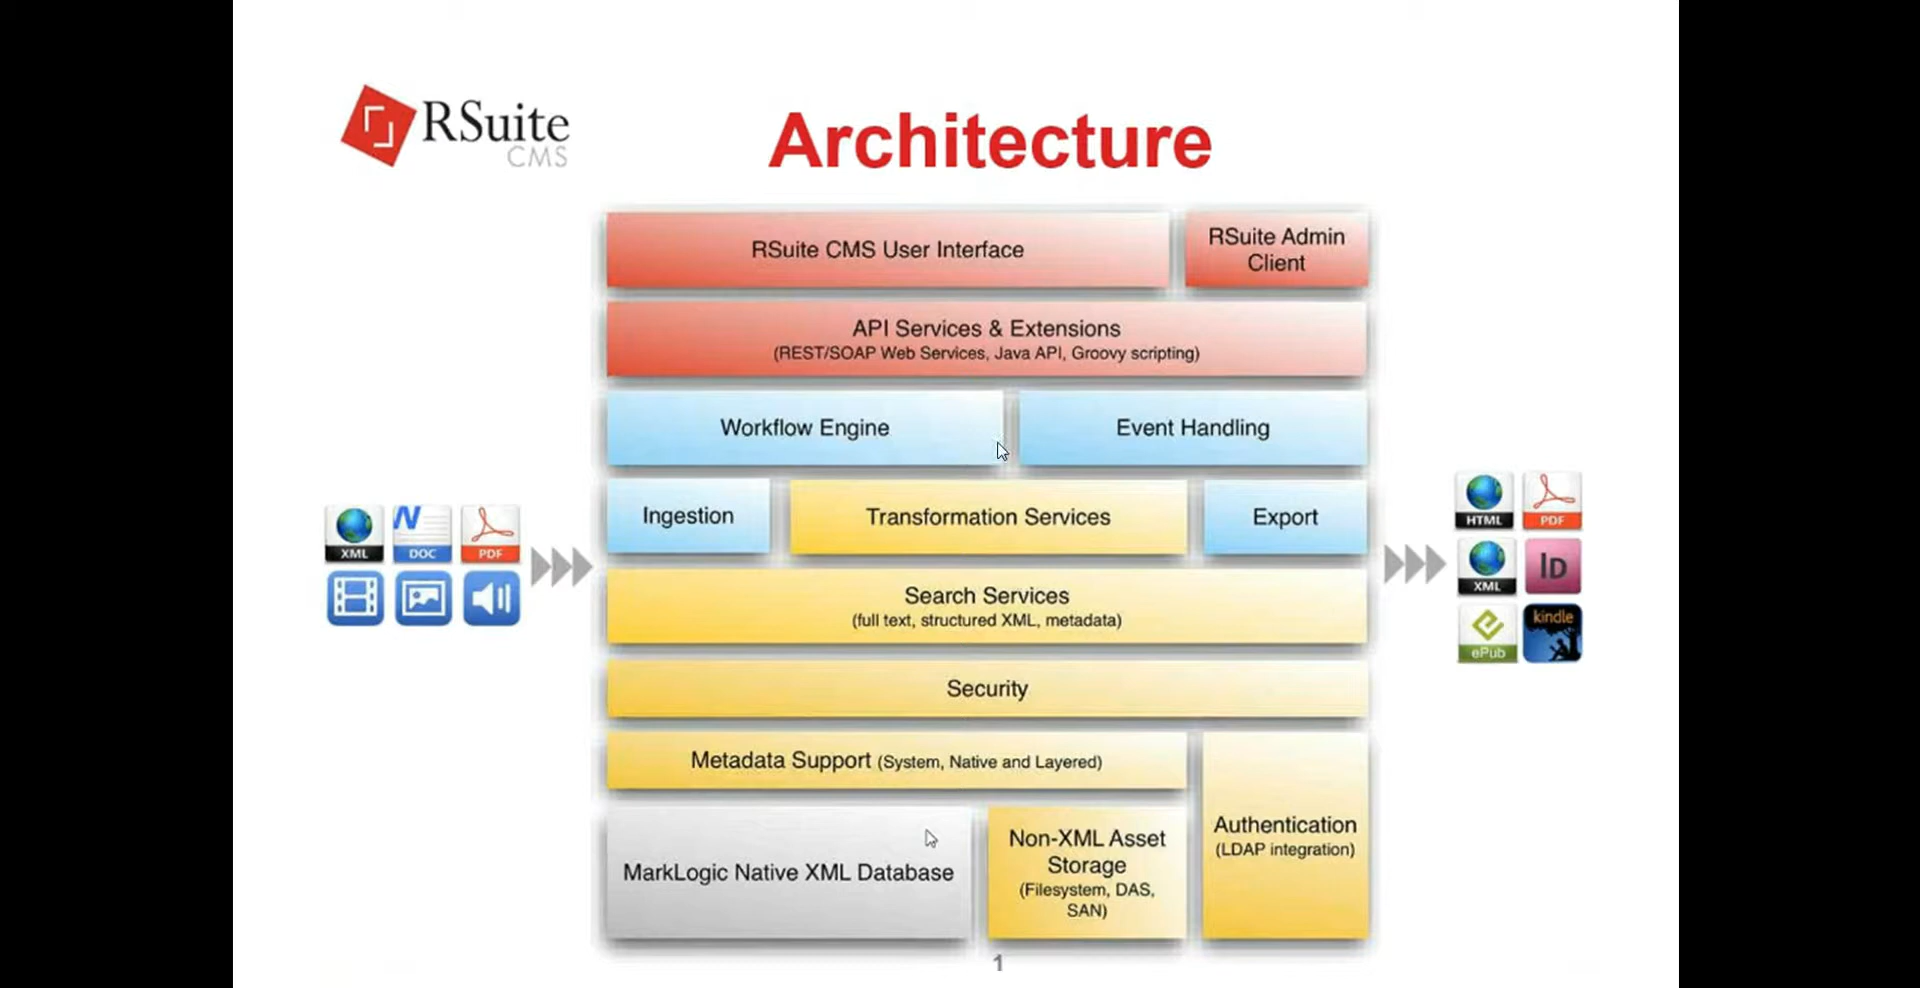 RSuite
CMS
Architecture
RSuite CMS User Interface
RSuite Admin
Client
API Services & Extensions
(REST/SOAP Web Services, Java API, Groovy scripting)
Workflow Engine
Event Handling
Ingestion
Transformation Services
Export
Search Services
(full text, structured XML, metadata)
Security
Metadata Support (System, Native and Layered)
MarkLogic Native XML Database
Non-XML Asset
Storage
(Filesystem, DAS,
SAN)
Authentication
(LDAP integration)
XML
DOC
PDF
HTML
PDF
XML
ID
ePub
kindle
1